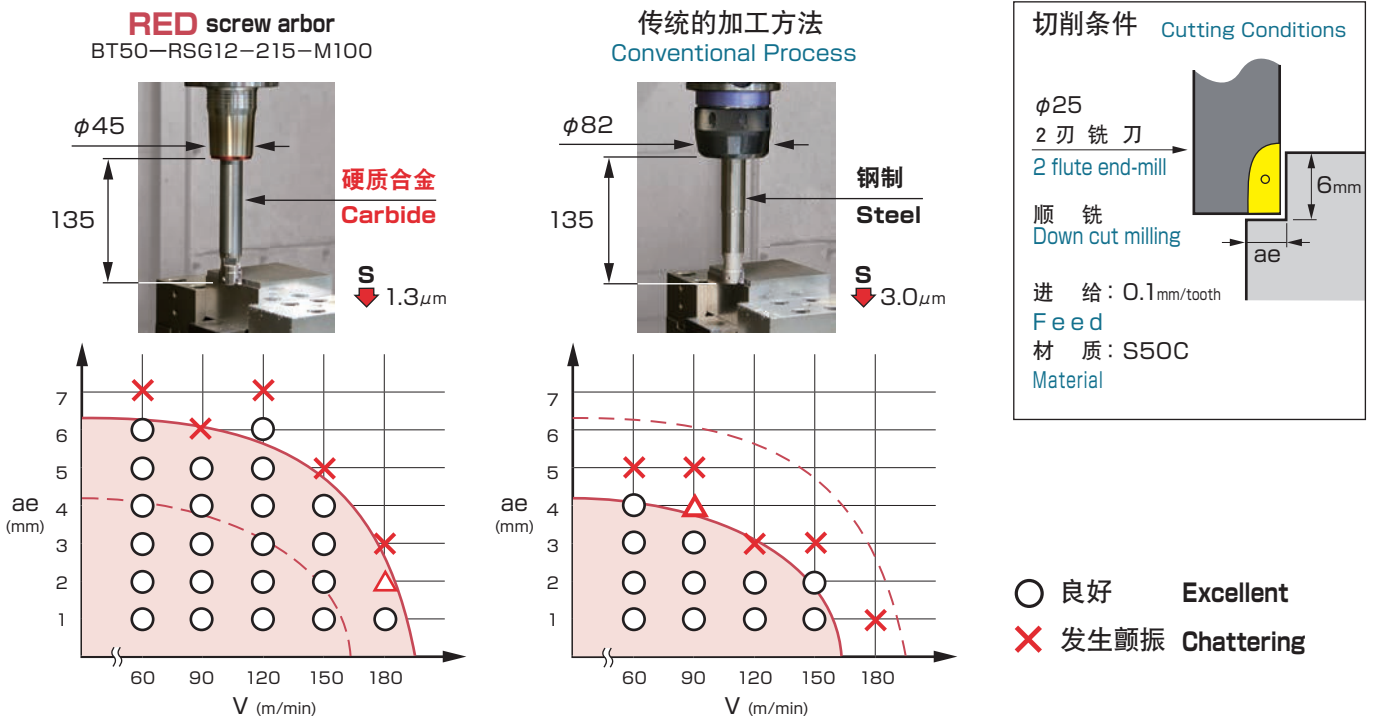 RED screw arbor
BT50−RSG12−215−M100
φ45
135
硬质合金
Carbide
S
1.3μm
传统的加工方法
Conventional Process
φ82
135
钢制
Steel
S
3.0μm
切削条件 Cutting Conditions
φ25
2 刃 铣 刀
2 flute end-mill
顺 铣
Down cut milling
6mm
ae
进 给：0.1mm/tooth
Feed
材 质：S50C
Material
7
6
5
4
3
2
1
ae
(mm)
60 90 120 150 180
V (m/min)
7
6
5
4
3
2
1
ae
(mm)
60 90 120 150 180
V (m/min)
良好 Excellent
发生颤振 Chattering